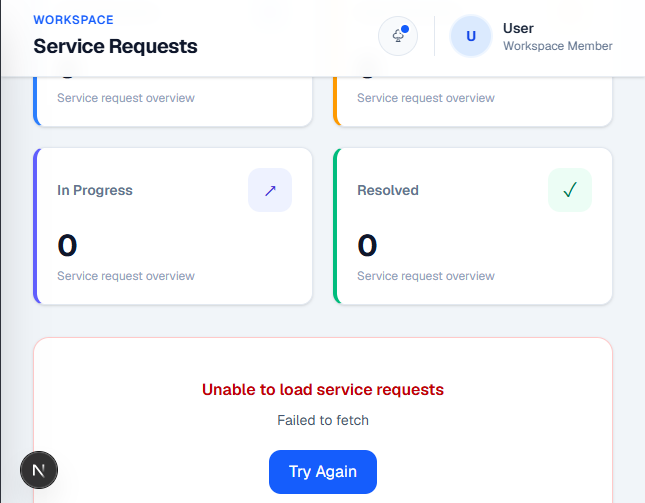 WORKSPACE
Service Requests
U
User
Workspace Member
Service request overview
Service request overview
In Progress
↗
Resolved
✓
0
0
Service request overview
Service request overview
Unable to load service requests
Failed to fetch
Try Again
N